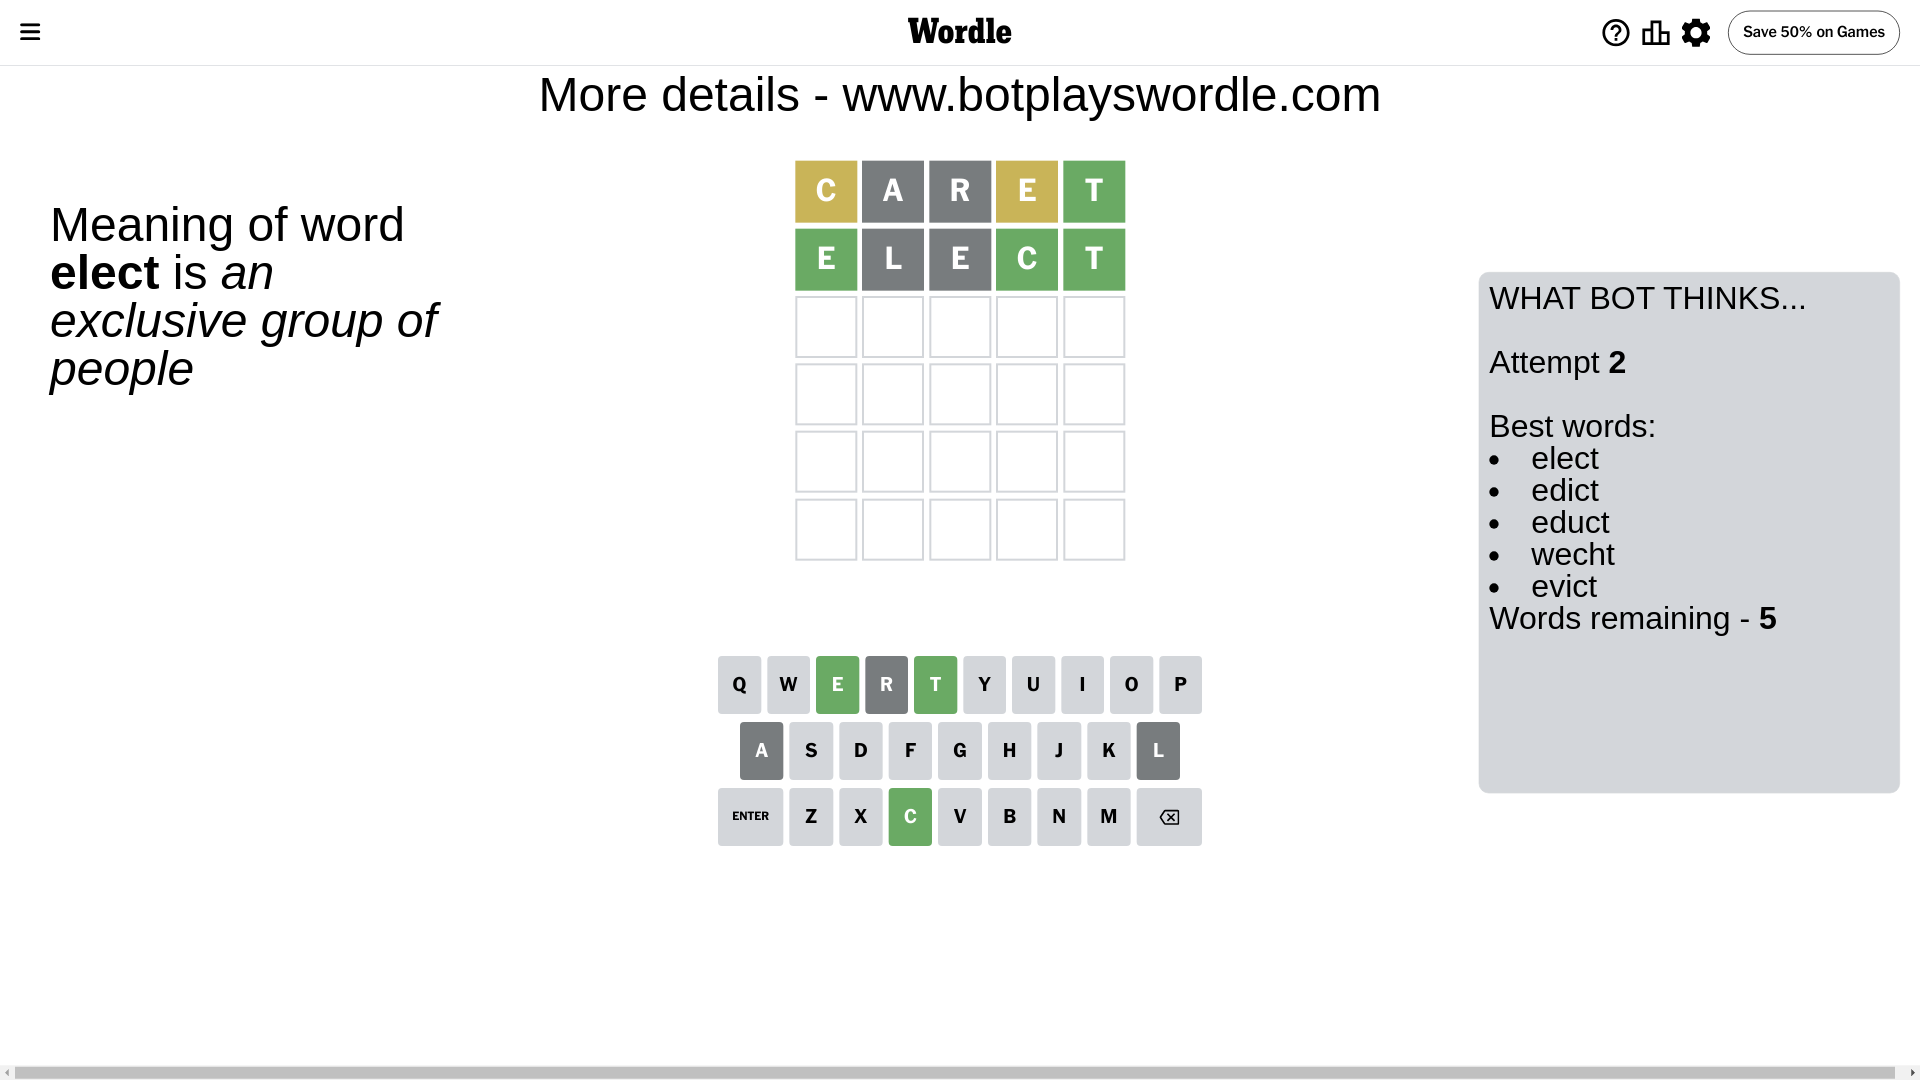 Wordle
Save 50% on Games
More details - www.botplayswordle.com
Meaning of word
elect is an
exclusive group of
people
C A R E T
E L E C T
WHAT BOT THINKS...
Attempt 2
Best words:
• elect
• edict
• educt
• wecht
• evict
Words remaining - 5
Q W E R T Y U I O P
A S D F G H J K L
ENTER Z X C V B N M